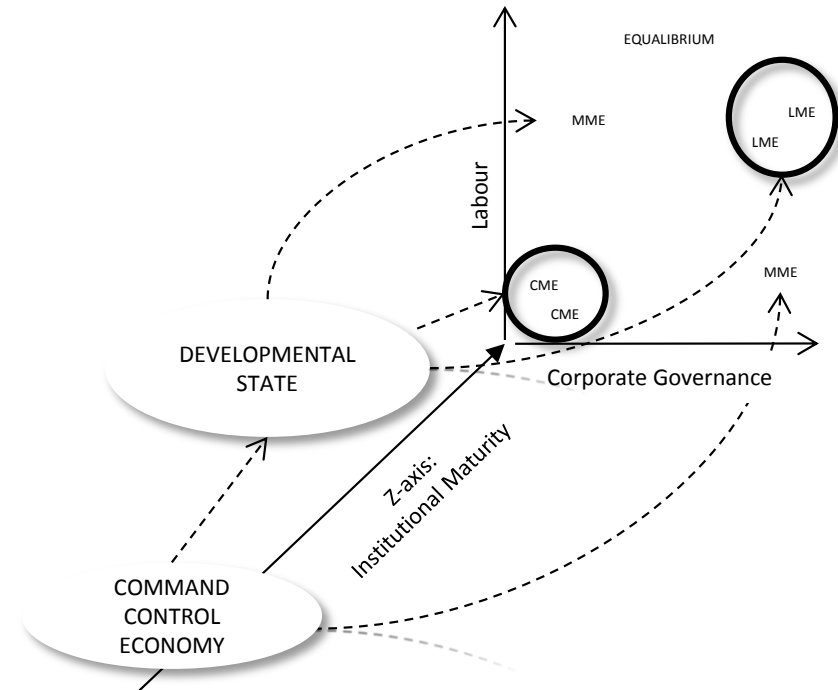 EQUALIBRIUM
MME
LME
LME
Labour
MME
CME
CME
DEVELOPMENTAL
STATE
Corporate Governance
Z-axis:
Institutional Maturity
COMMAND
CONTROL
ECONOMY